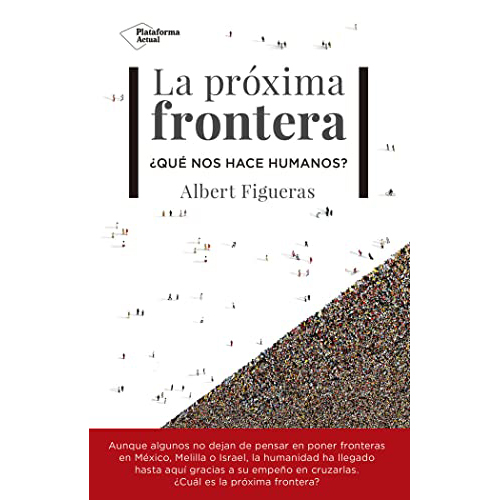 Plataforma
Actual
La próxima
frontera
¿QUÉ NOS HACE HUMANOS?
Albert Figueras
Aunque algunos no dejan de pensar en poner fronteras
en México, Melilla o Israel, la humanidad ha llegado
hasta aquí gracias a su empeño en cruzarlas.
¿Cuál es la próxima frontera?